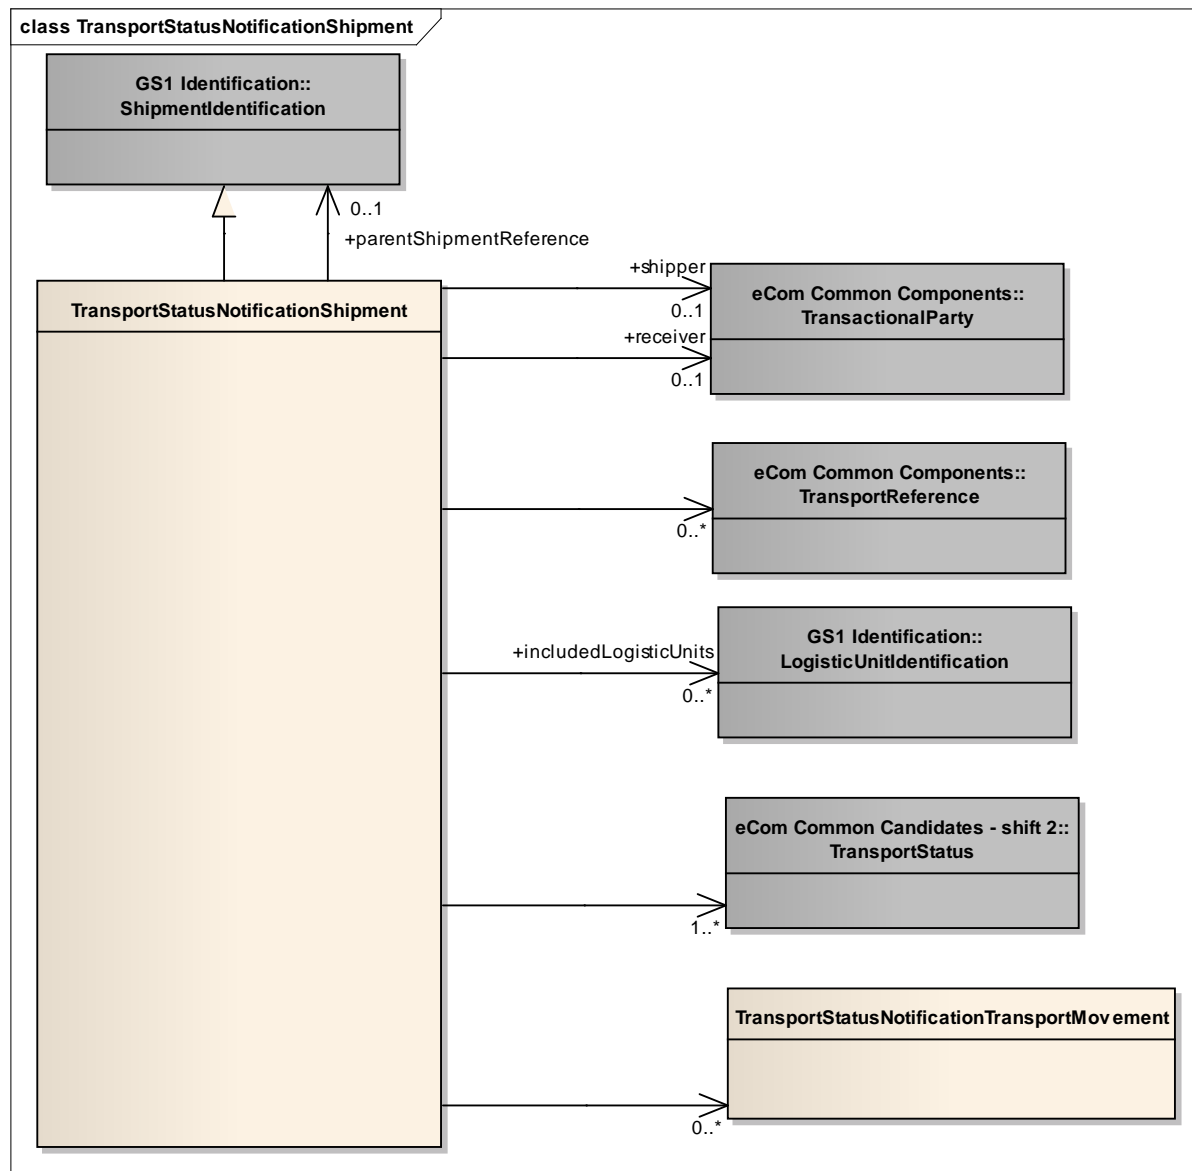 class TransportStatusNotificationShipment
GS1 Identification::
ShipmentIdentification
0..1
+parentShipmentReference
TransportStatusNotificationShipment
+shipper
0..1
+receiver
0..1
eCom Common Components::
TransactionalParty
eCom Common Components::
TransportReference
0..*
GS1 Identification::
LogisticUnitIdentification
+includedLogisticUnits
0..*
eCom Common Candidates - shift 2::
TransportStatus
1..*
TransportStatusNotificationTransportMovement
0..*